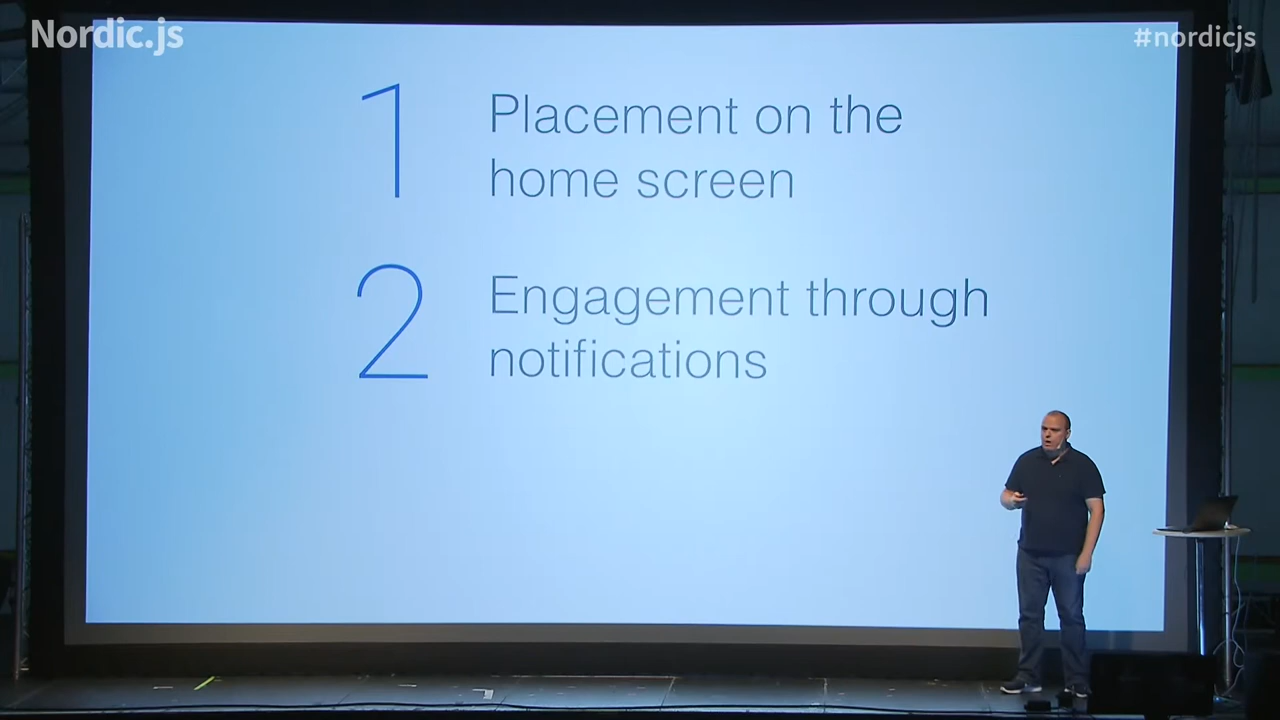 Nordic.js
#nordicjs
1
Placement on the
home screen
2
Engagement through
notifications